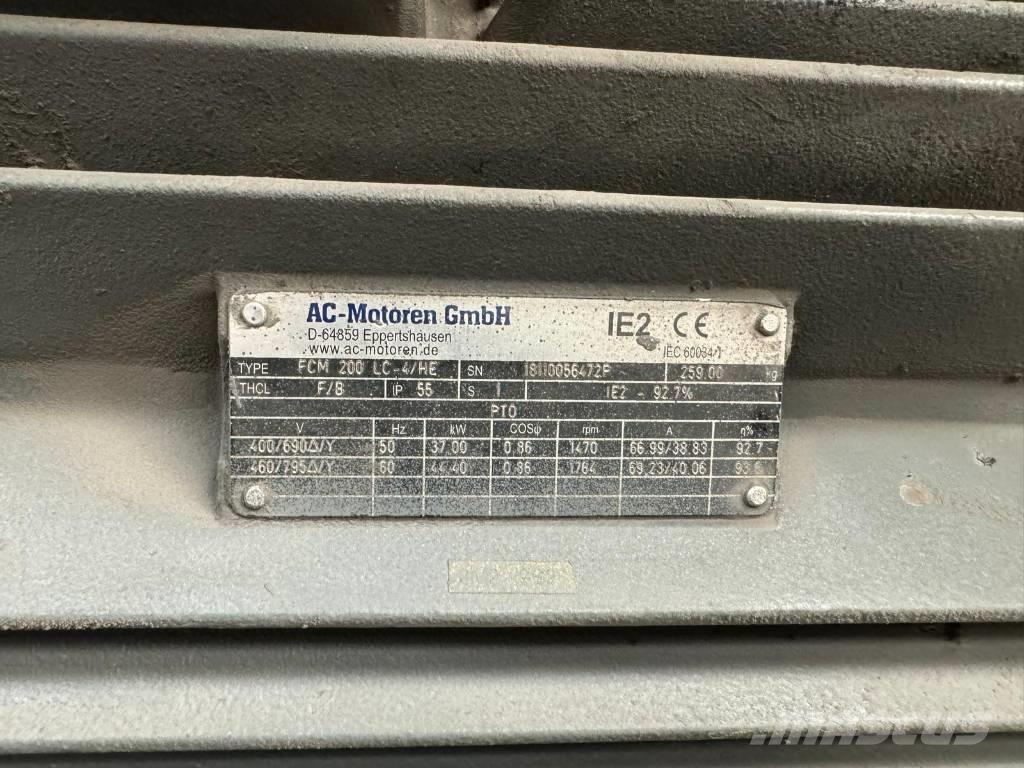 AC-Motoren GmbH
D-64859 Eppertshausen
www.ac-motoren.de
IE2 CE
IEC 60034/1
TYPE FCM 200 LC-4/HE SN 259.00 kg
THCL F/B IP 55 S 1 IE2 - 92.7%
PTO
V Hz kW COSφ rpm A η%
400/690Δ/Y 50 37.00 0.86 1470 66.99/38.83 92.7
460/795Δ/Y 60 44.40 0.86 1764 69.23/40.06
MASCUS